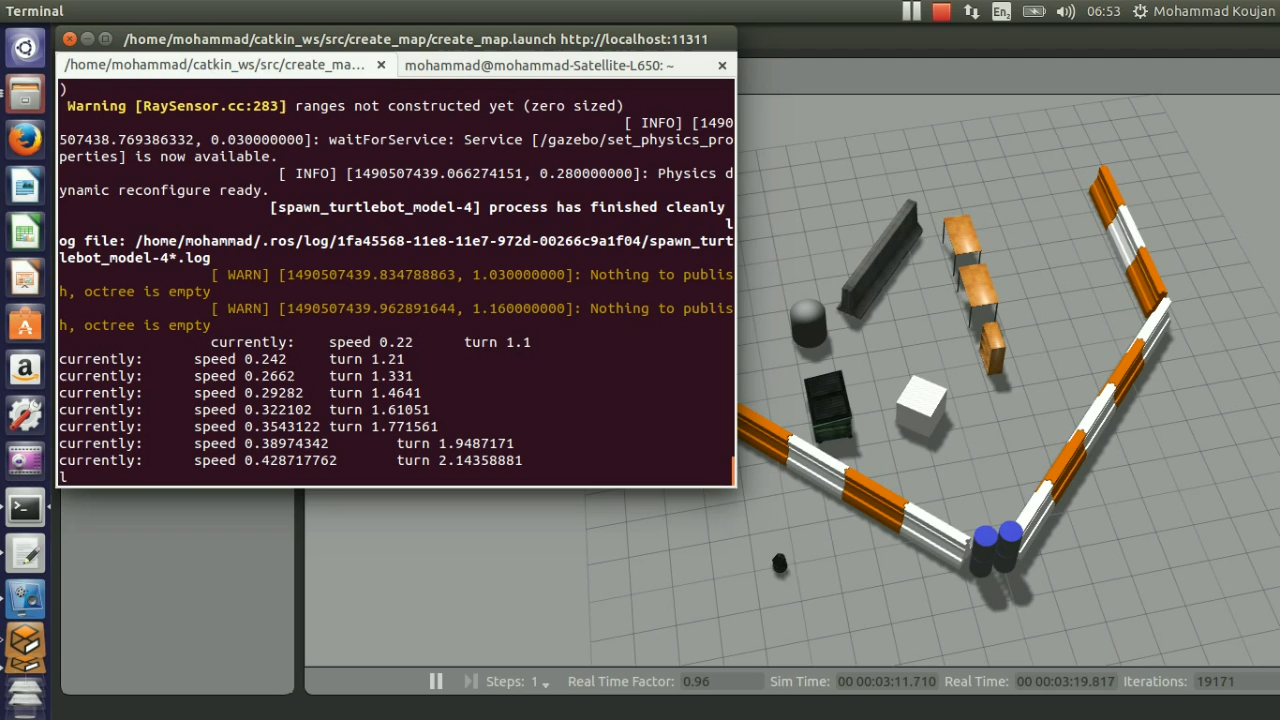 Terminal
En2
06:53
Mohammad Koujan
/home/mohammad/catkin_ws/src/create_map/create_map.launch http://localhost:11311
/home/mohammad/catkin_ws/src/create_ma... ×
mohammad@mohammad-Satellite-L650: ~ ×
)
Warning [RaySensor.cc:283] ranges not constructed yet (zero sized)
[ INFO] [1490
507438.769386332, 0.030000000]: waitForService: Service [/gazebo/set_physics_pro
perties] is now available.
[ INFO] [1490507439.066274151, 0.280000000]: Physics d
ynamic reconfigure ready.
[spawn_turtlebot_model-4] process has finished cleanly
l
og file: /home/mohammad/.ros/log/1fa45568-11e8-11e7-972d-00266c9a1f04/spawn_turt
lebot_model-4*.log
[ WARN] [1490507439.834788863, 1.030000000]: Nothing to publis
h, octree is empty
[ WARN] [1490507439.962891644, 1.160000000]: Nothing to publis
h, octree is empty
currently: speed 0.22 turn 1.1
currently: speed 0.242 turn 1.21
currently: speed 0.2662 turn 1.331
currently: speed 0.29282 turn 1.4641
currently: speed 0.322102 turn 1.61051
currently: speed 0.3543122 turn 1.771561
currently: speed 0.38974342 turn 1.9487171
currently: speed 0.428717762 turn 2.14358881
l
Steps: 1 Real Time Factor: 0.96 Sim Time: 00 00:03:11.710 Real Time: 00 00:03:19.817 Iterations: 19171